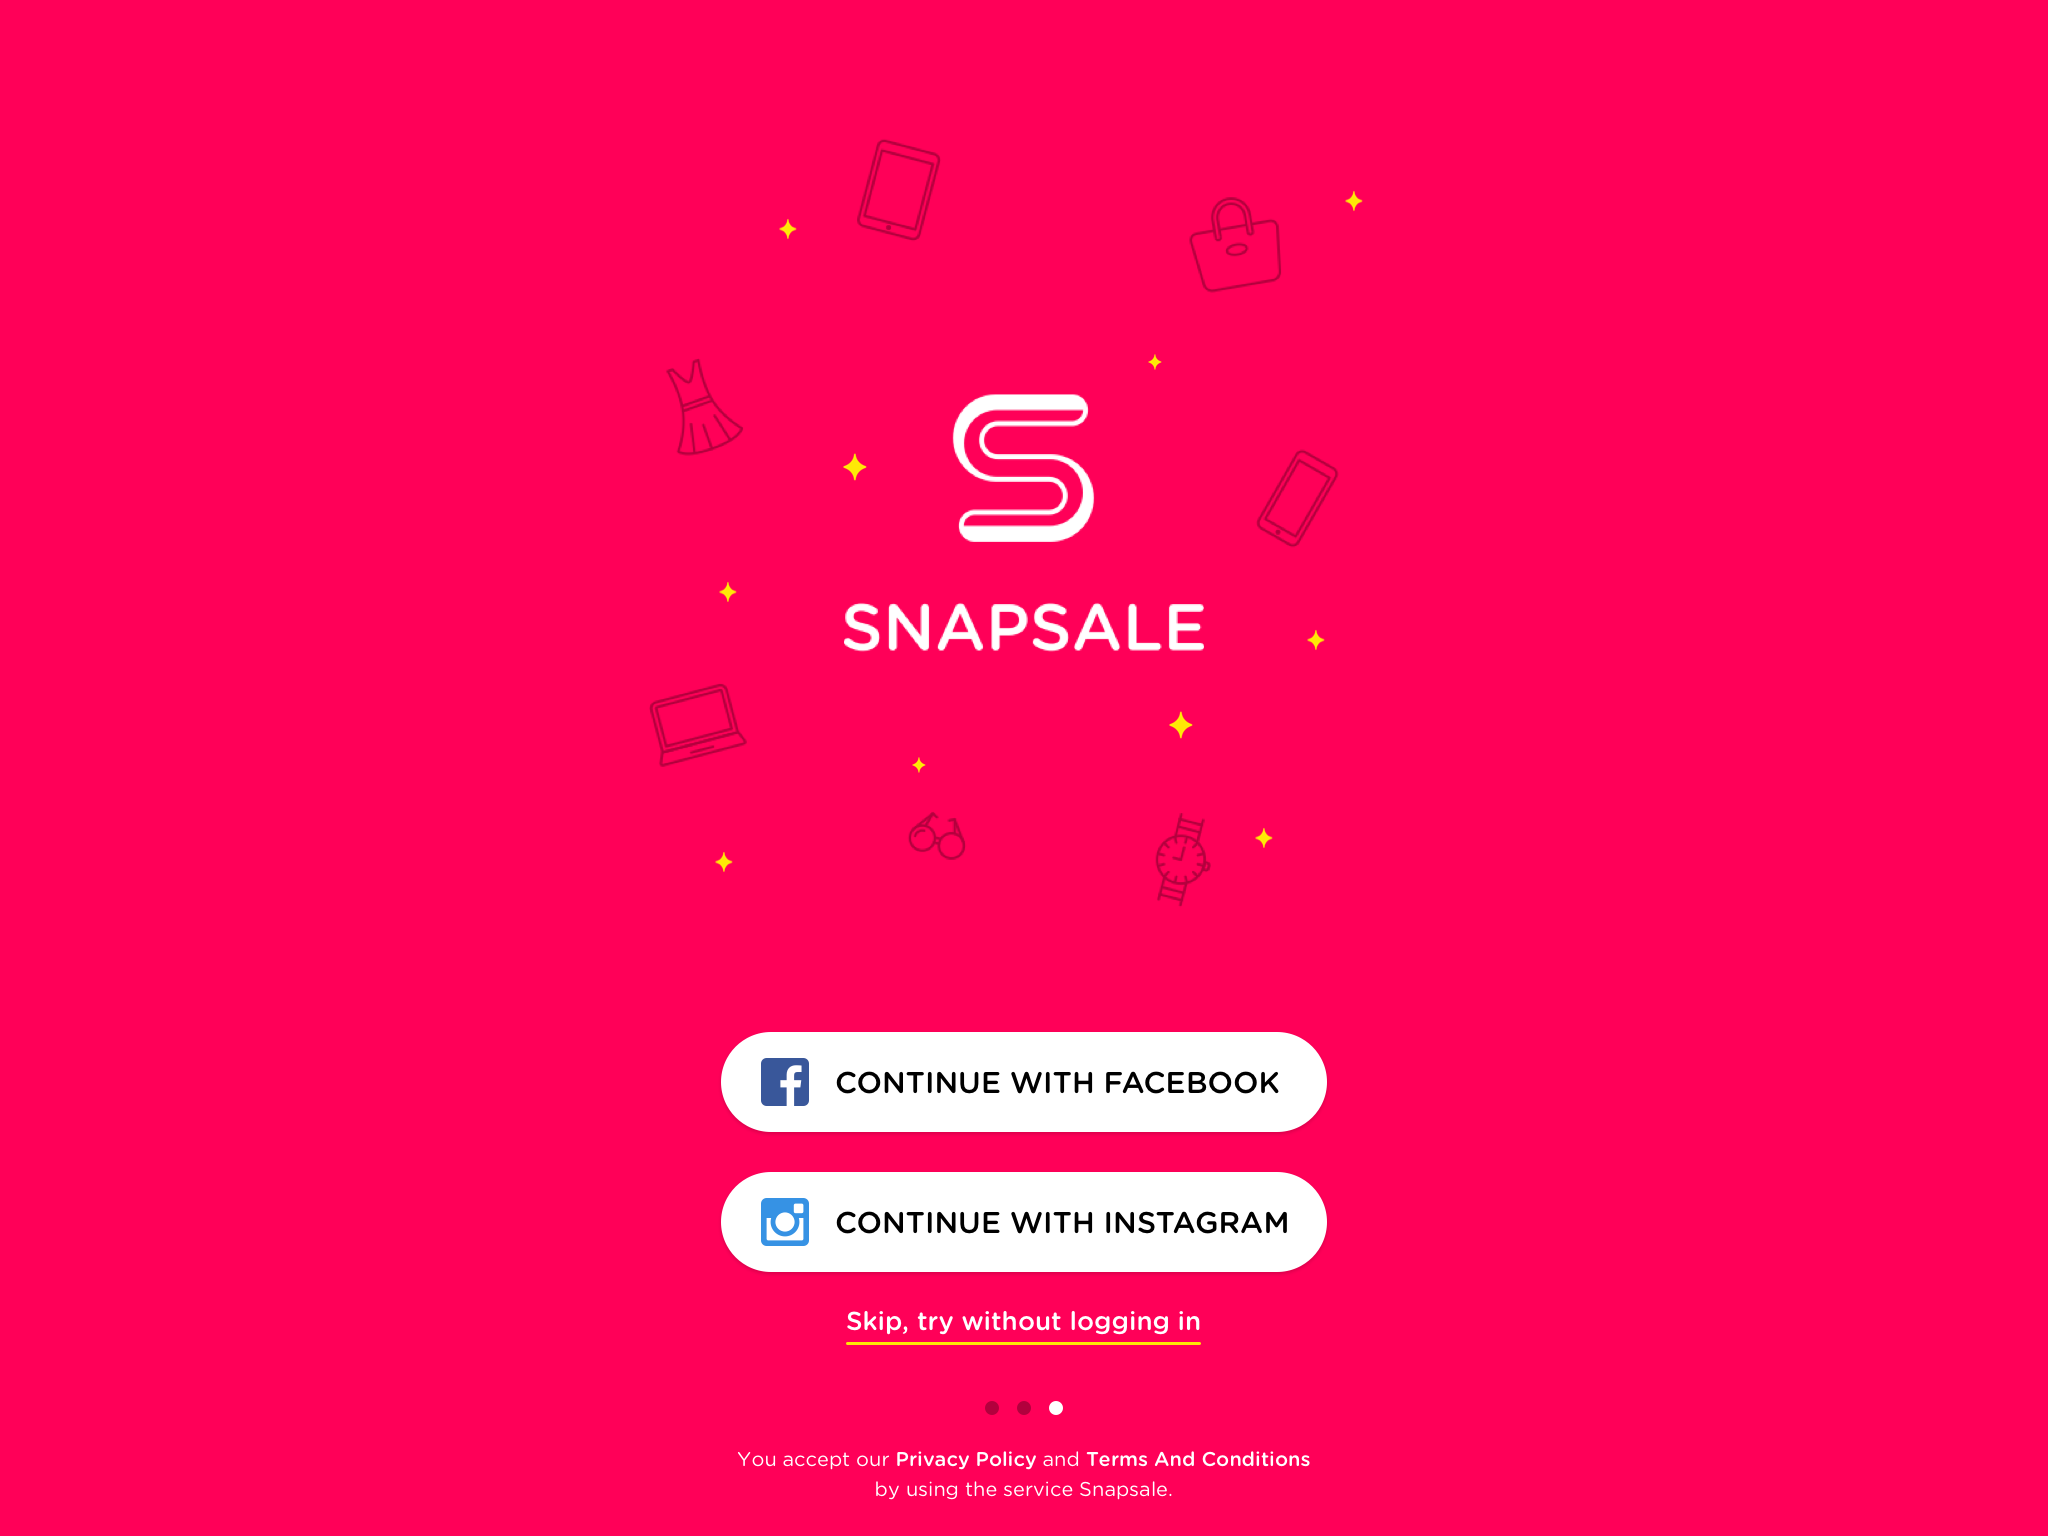 SNAPSALE
CONTINUE WITH FACEBOOK
CONTINUE WITH INSTAGRAM
Skip, try without logging in
You accept our Privacy Policy and Terms And Conditions
by using the service Snapsale.